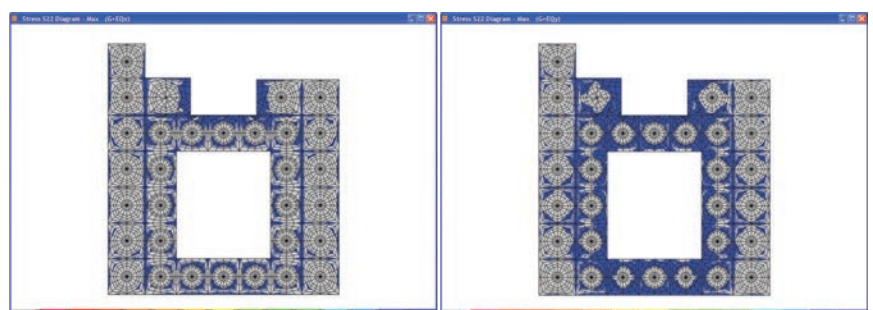 Stress S22 Diagram - Max (G+EQx)
Stress S22 Diagram - Max (G+EQy)